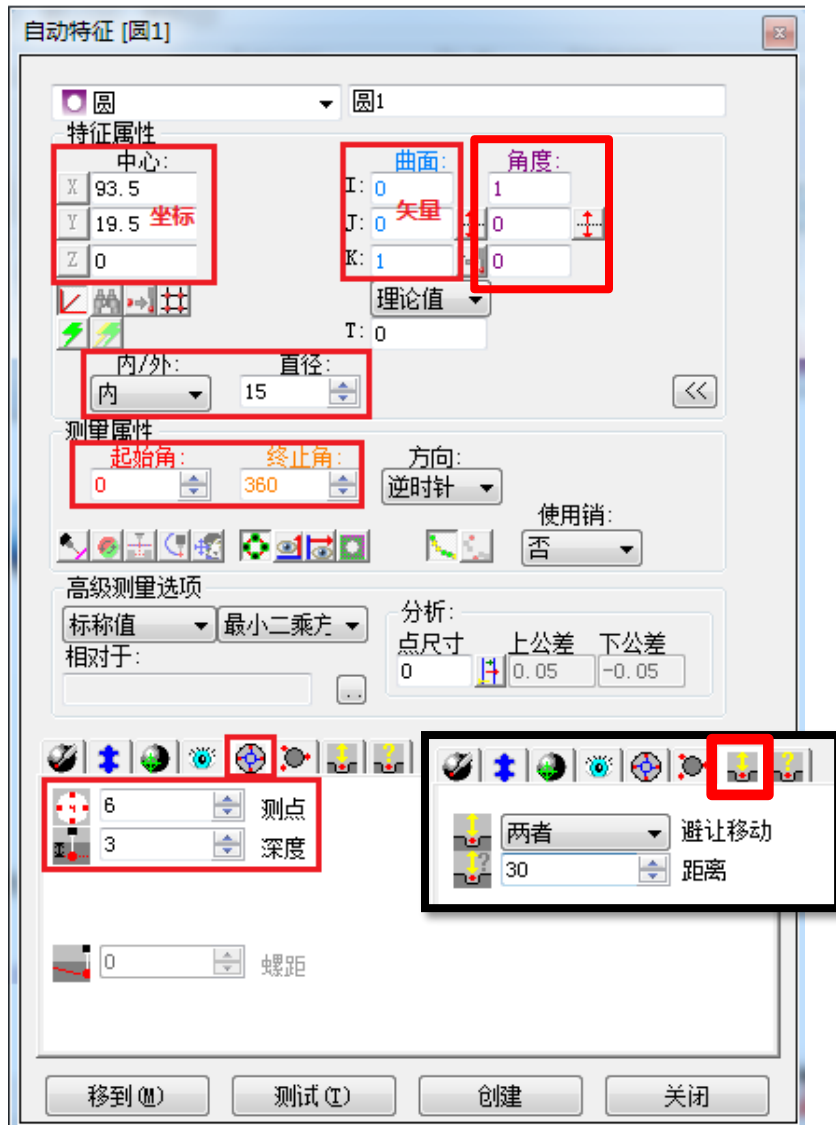 自动特征 [圆1]
圆 圆1
特征属性
中心: 曲面: 角度:
X 93.5 I: 0 1
Y 19.5 坐标 J: 0 矢量 0
Z 0 K: 1 0
理论值
T: 0
内/外: 直径:
内 15 <<
测量属性
起始角: 终止角: 方向:
0 360 逆时针
使用销:
否
高级测量选项
标称值 最小二乘方 分析:
相对于: 点尺寸 上公差 下公差
.. 0 0.05 -0.05
6 测点
3 深度
两者 避让移动
30 距离
0 螺距
移到(M) 测试(T) 创建 关闭